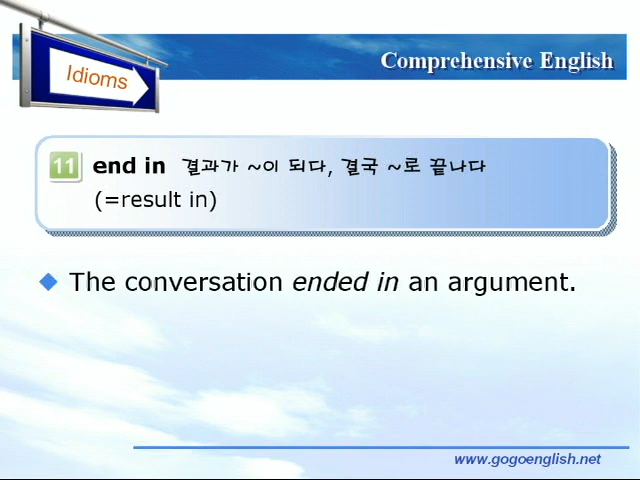 Idioms
Comprehensive English
11 end in 결과가 ~이 되다, 결국 ~로 끝나다
(=result in)
The conversation ended in an argument.
www.gogoenglish.net